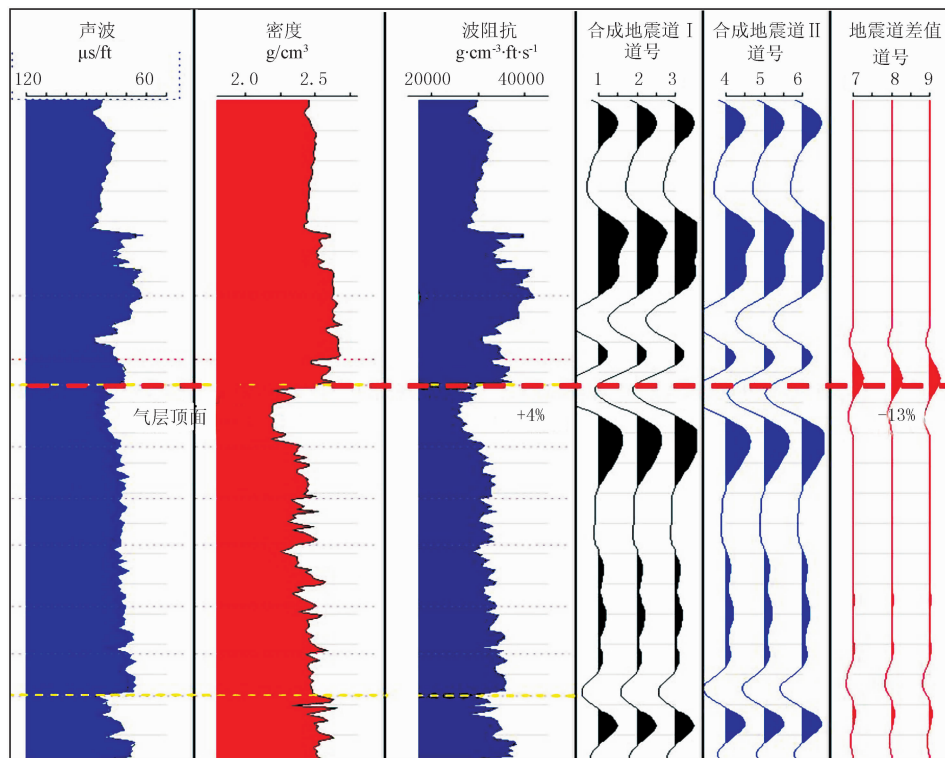 声波
μs/ft
120 60
密度
g/cm³
2.0 2.5
波阻抗
g·cm⁻³·ft·s⁻¹
20000 40000
合成地震道 I
道号
1 2 3
合成地震道 II
道号
4 5 6
地震道差值
道号
7 8 9
气层顶面
+4%
-13%